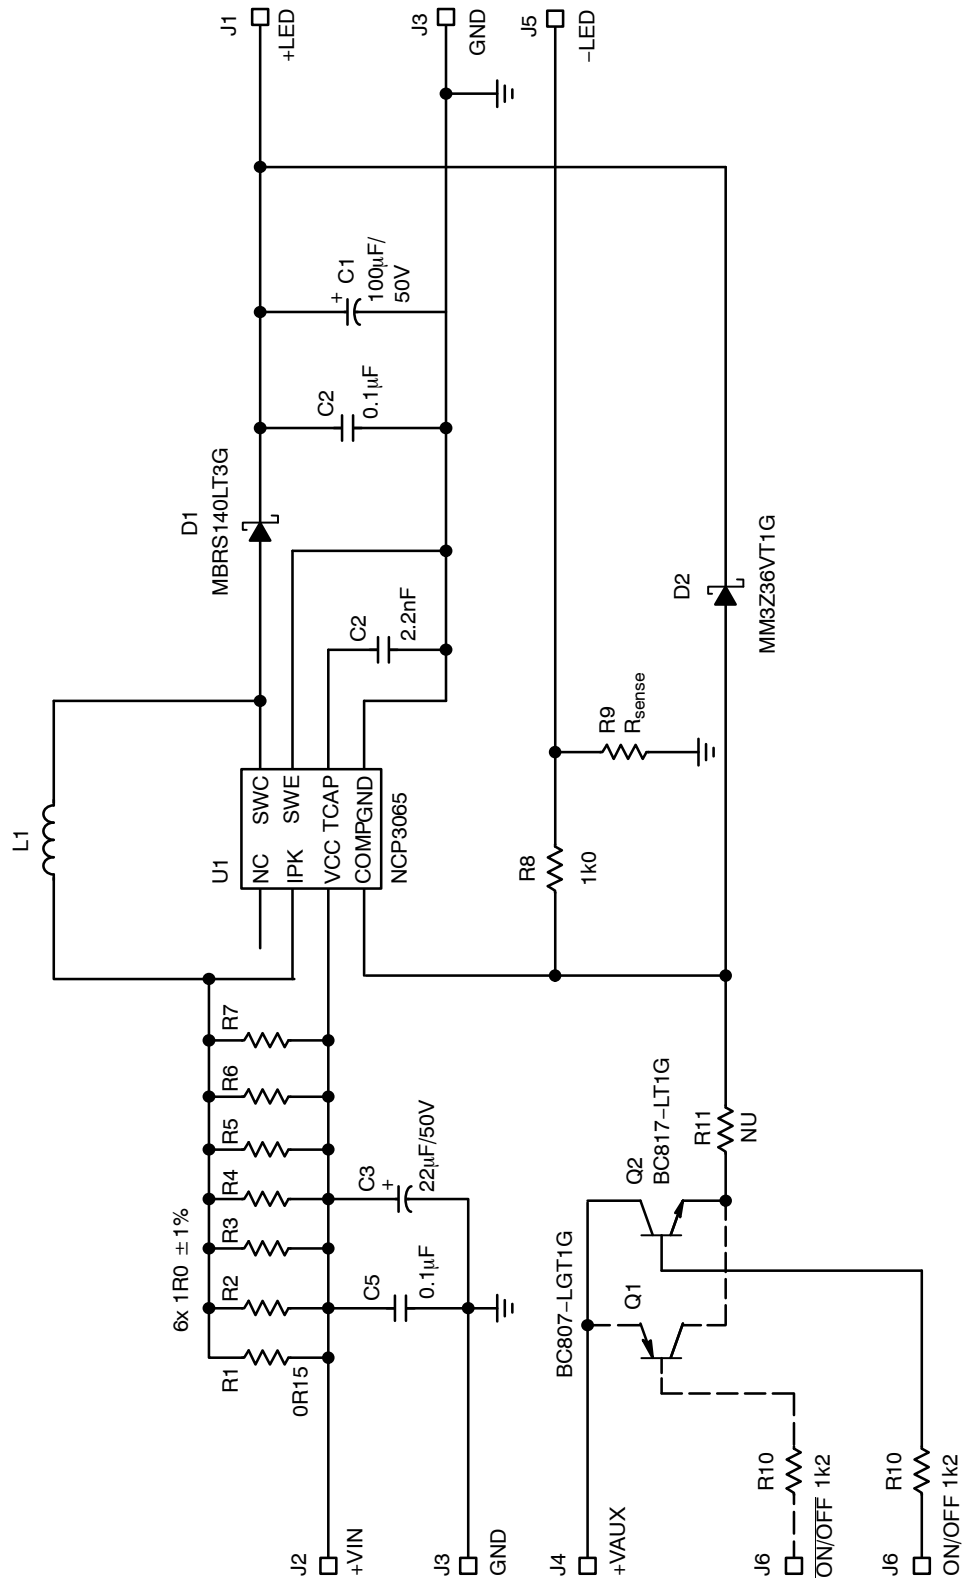 J1
+LED
J3
GND
J5
−LED
+ C1
100µF/
50V
C2
0.1µF
D1
MBRS140LT3G
C2
2.2nF
D2
MM3Z36VT1G
L1
U1
NC SWC
IPK SWE
VCC TCAP
COMP GND
NCP3065
R9
Rsense
R8
1k0
6x 1R0 ± 1%
R1
R2
R3
R4
R5
R6
R7
0R15
C5
0.1µF
C3
+
22µF/50V
J2
+VIN
J3
GND
J4
+VAUX
BC807−LGT1G
Q1
Q2
BC817−LT1G
R11
NU
J6
R10
ON/OFF 1k2
J6
R10
ON/OFF 1k2